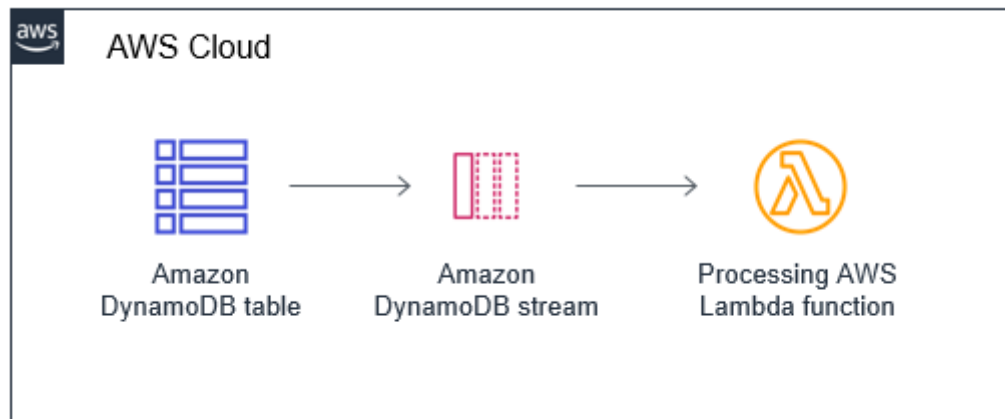 aws
AWS Cloud
Amazon
DynamoDB table
Amazon
DynamoDB stream
Processing AWS
Lambda function